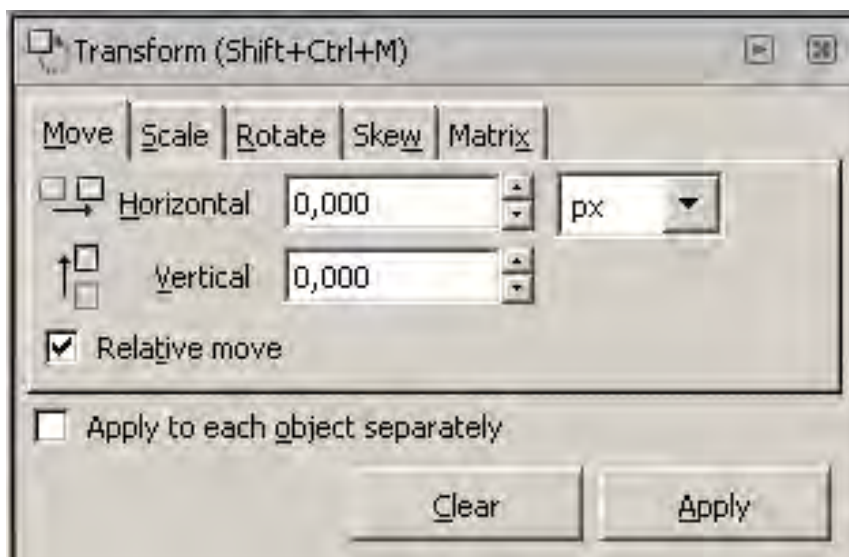 Transform (Shift+Ctrl+M)
Move Scale Rotate Skew Matrix
Horizontal 0,000 px
Vertical 0,000
Relative move
Apply to each object separately
Clear Apply